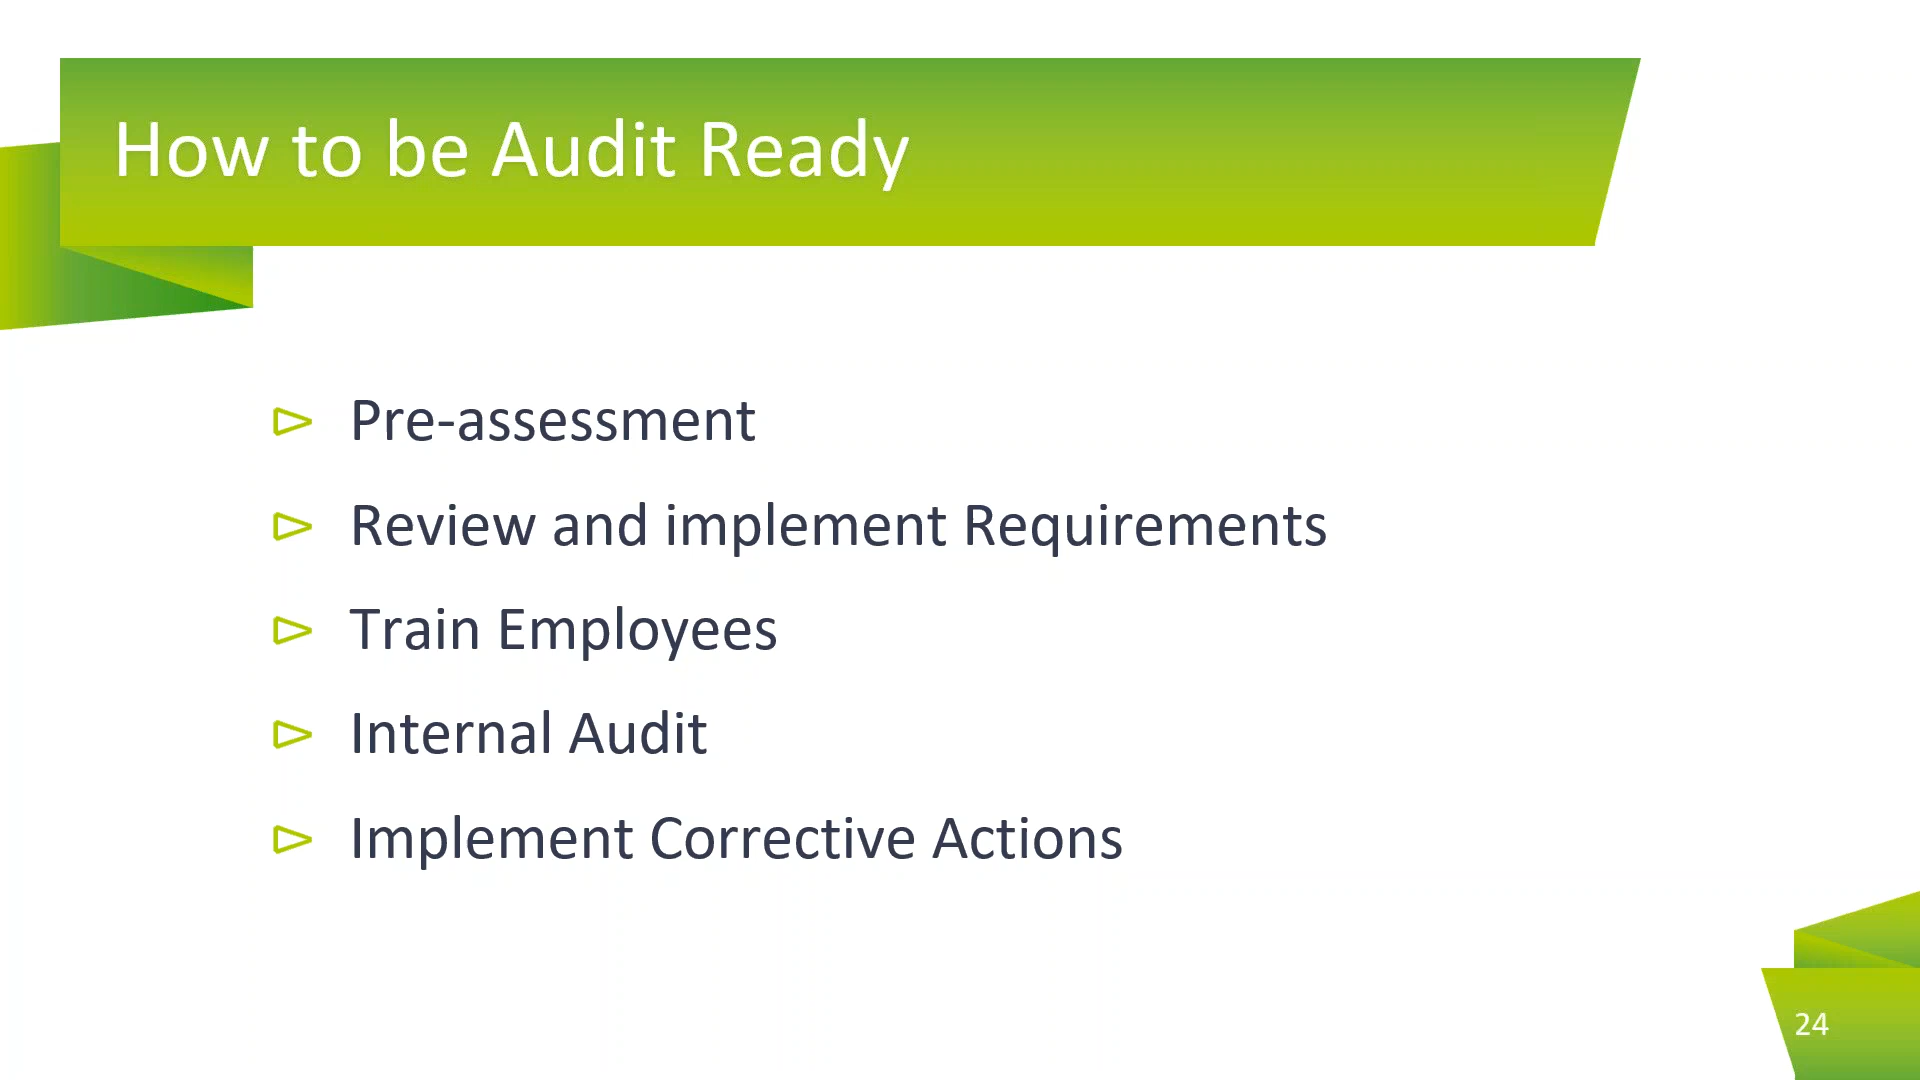 How to be Audit Ready
Pre-assessment
Review and implement Requirements
Train Employees
Internal Audit
Implement Corrective Actions
24